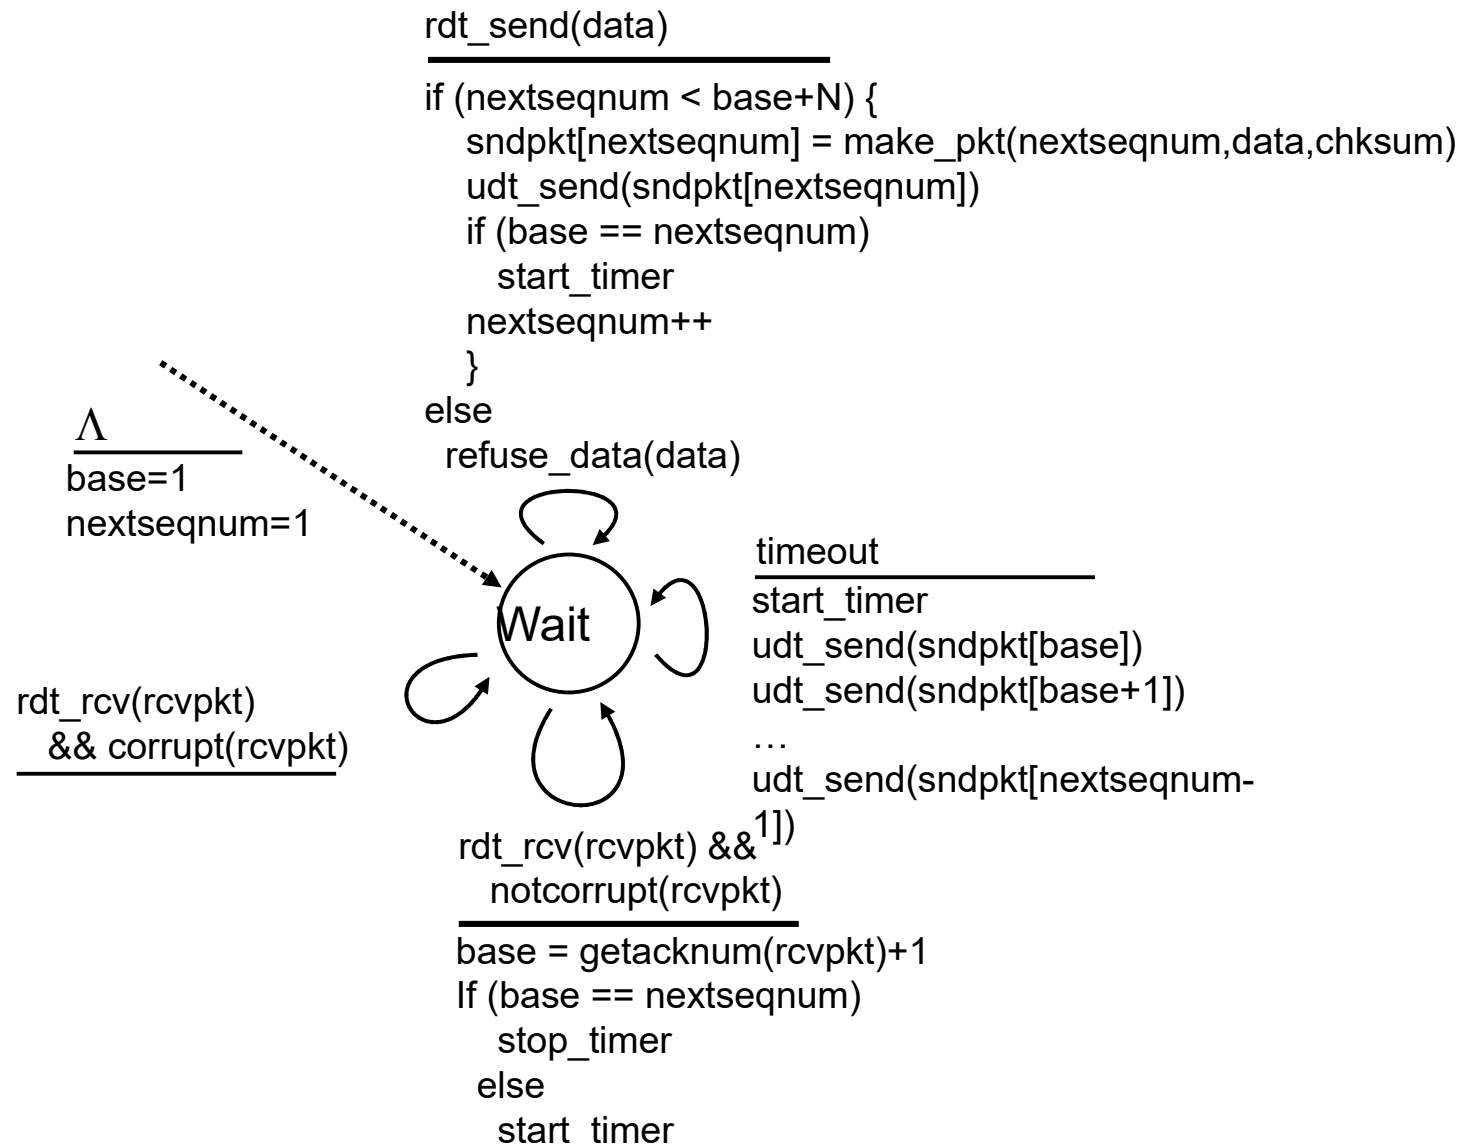 rdt_send(data)
if (nextseqnum < base+N) {
sndpkt[nextseqnum] = make_pkt(nextseqnum,data,chksum)
udt_send(sndpkt[nextseqnum])
if (base == nextseqnum)
start_timer
nextseqnum++
}
else
refuse_data(data)
Λ
base=1
nextseqnum=1
Wait
timeout
start_timer
udt_send(sndpkt[base])
udt_send(sndpkt[base+1])
…
udt_send(sndpkt[nextseqnum-
1])
rdt_rcv(rcvpkt)
&& corrupt(rcvpkt)
rdt_rcv(rcvpkt) &&
notcorrupt(rcvpkt)
base = getacknum(rcvpkt)+1
If (base == nextseqnum)
stop_timer
else
start_timer